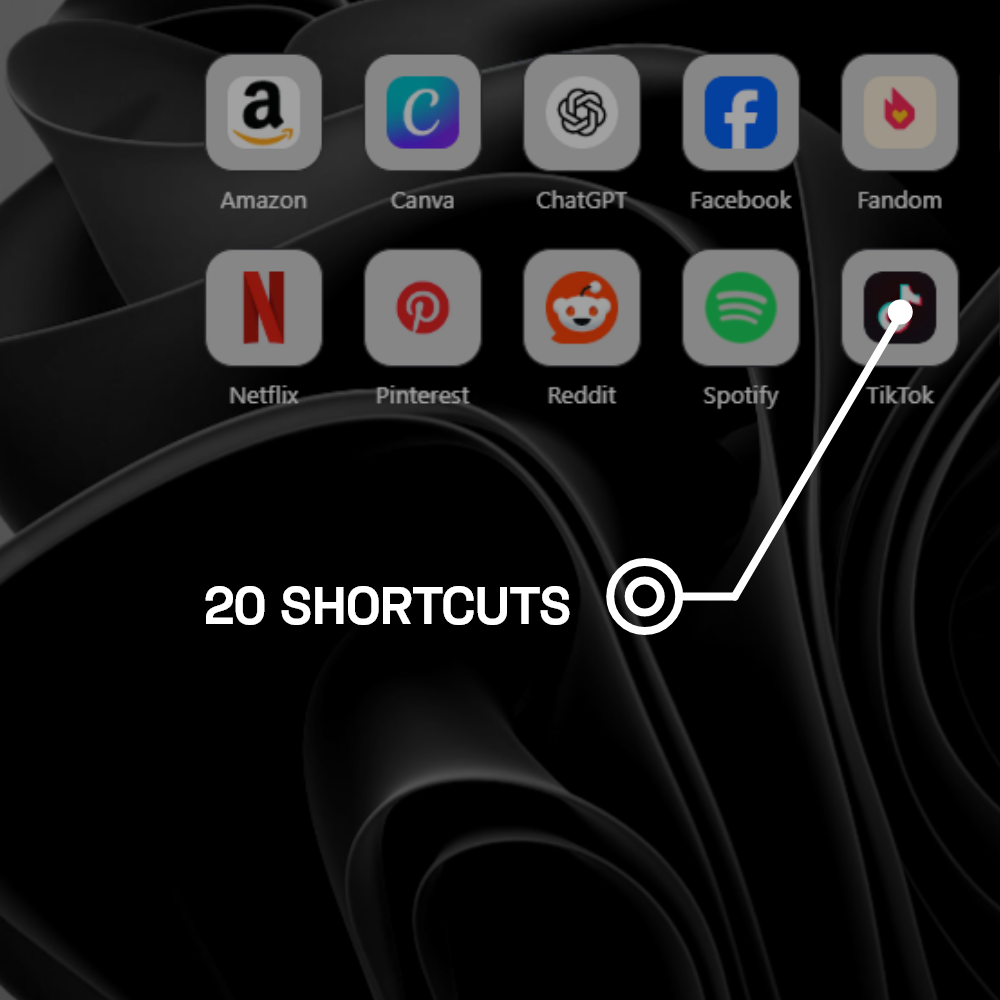 Amazon Canva ChatGPT Facebook Fandom
Netflix Pinterest Reddit Spotify TikTok
20 SHORTCUTS